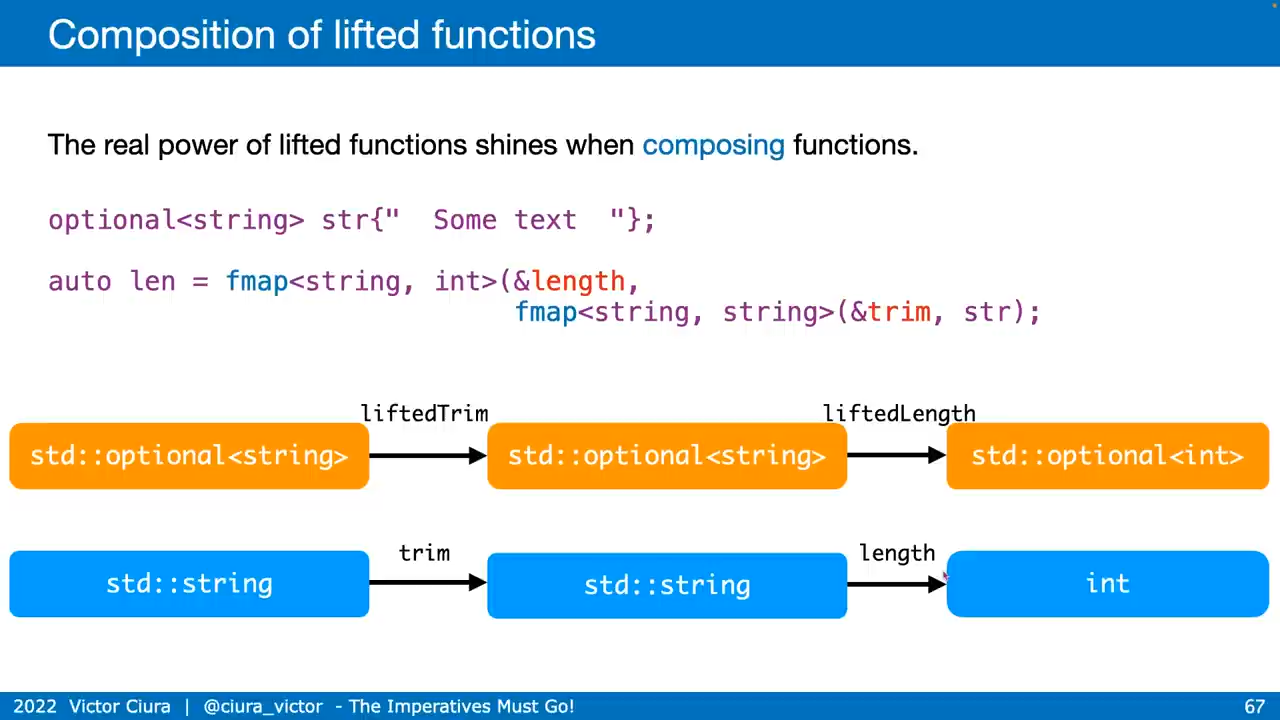 Composition of lifted functions
The real power of lifted functions shines when composing functions.
optional<string> str{"  Some text  "};
auto len = fmap<string, int>(&length,
fmap<string, string>(&trim, str);
liftedTrim
liftedLength
std::optional<string>
std::optional<string>
std::optional<int>
trim
length
std::string
std::string
int
2022 Victor Ciura | @ciura_victor - The Imperatives Must Go!
67